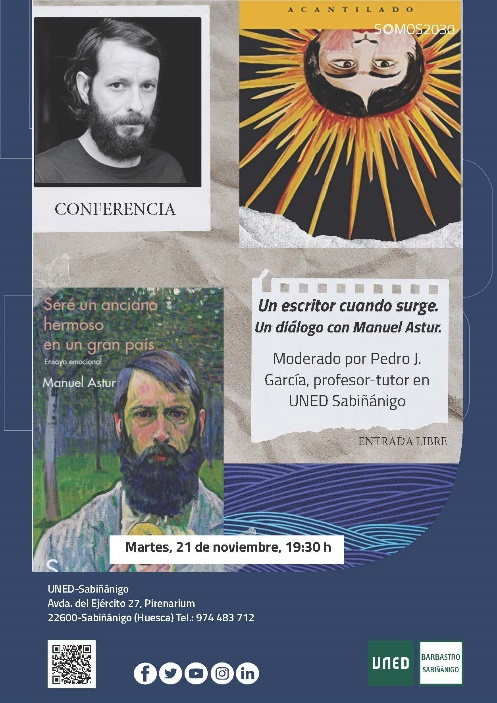 ACANTILADO
SOMOS2030
CONFERENCIA
Seré un anciano
hermoso
en un gran país
Ensayo emocional
Manuel Astur
Un escritor cuando surge.
Un diálogo con Manuel Astur.
Moderado por Pedro J.
García, profesor-tutor en
UNED Sabiñánigo
ENTRADA LIBRE
S
Martes, 21 de noviembre, 19:30 h
UNED-Sabiñánigo
Avda. del Ejército 27, Pirenarium
22600-Sabiñánigo (Huesca) Tel.: 974 483 712
UNED
BARBASTRO
SABIÑÁNIGO